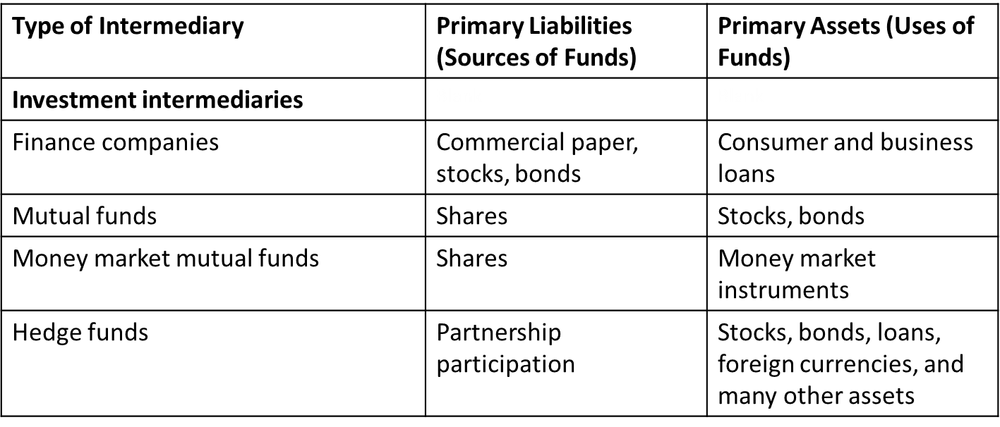 Type of Intermediary
Primary Liabilities
(Sources of Funds)
Primary Assets (Uses of
Funds)
Investment intermediaries
Finance companies
Commercial paper,
stocks, bonds
Consumer and business
loans
Mutual funds
Shares
Stocks, bonds
Money market mutual funds
Shares
Money market
instruments
Hedge funds
Partnership
participation
Stocks, bonds, loans,
foreign currencies, and
many other assets